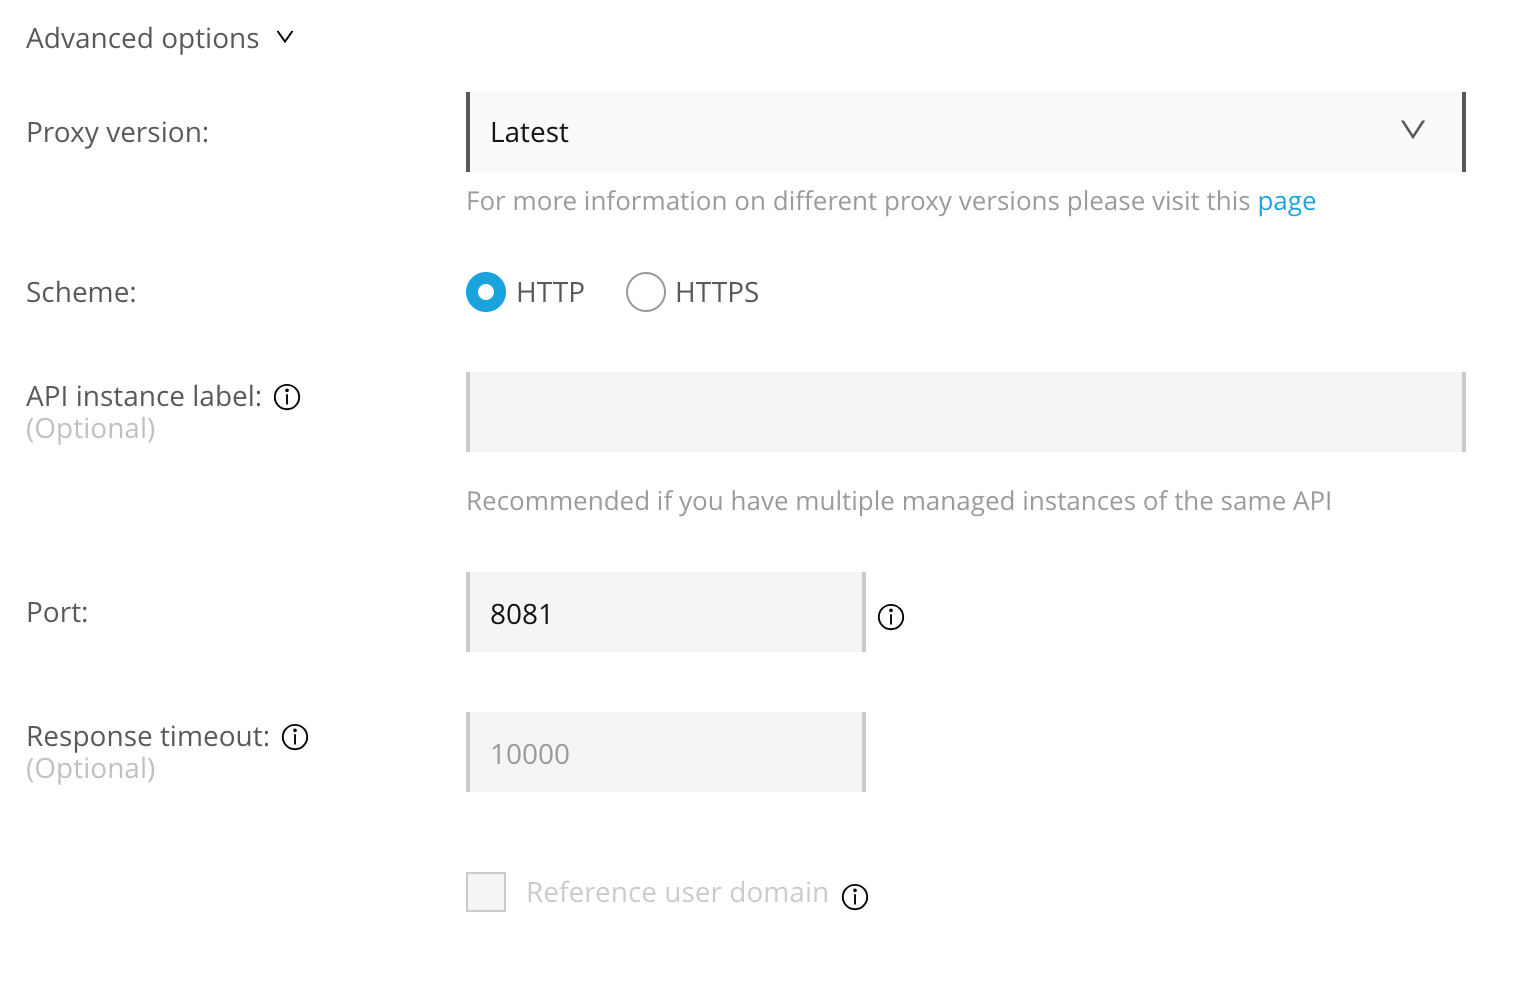 Advanced options
Proxy version:
Latest
For more information on different proxy versions please visit this page
Scheme:
HTTP
HTTPS
API instance label:
(Optional)
Recommended if you have multiple managed instances of the same API
Port:
8081
Response timeout:
(Optional)
10000
Reference user domain